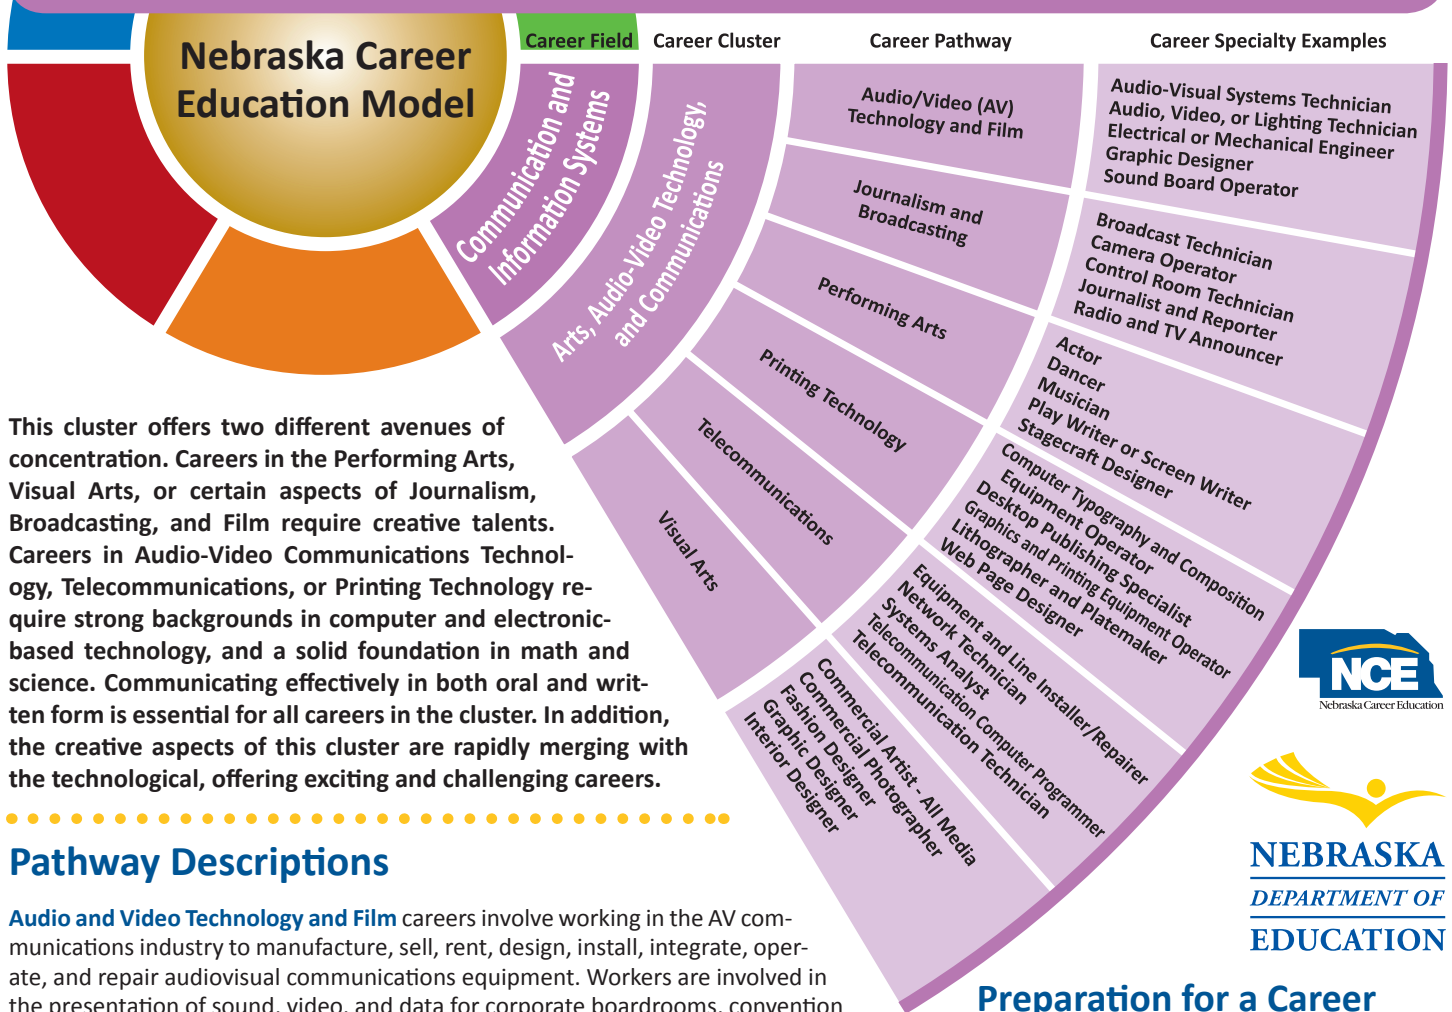 Nebraska Career
Education Model
Career Field
Career Cluster
Career Pathway
Career Specialty Examples
Communication and
Information Systems
Arts, Audio-Video Technology,
and Communications
Audio/Video (AV)
Technology and Film
Journalism and
Broadcasting
Performing Arts
Printing Technology
Telecommunications
Visual Arts
Audio-Visual Systems Technician
Audio, Video, or Lighting Technician
Electrical or Mechanical Engineer
Graphic Designer
Sound Board Operator
Broadcast Technician
Camera Operator
Control Room Technician
Journalist and Reporter
Radio and TV Announcer
Actor
Dancer
Musician
Play Writer or Screen Writer
Stagecraft Designer
Computer Typography and Composition
Equipment Operator
Desktop Publishing Specialist
Graphics and Printing Equipment Operator
Lithographer and Platemaker
Web Page Designer
Equipment and Line Installer/Repairer
Network Technician
Systems Analyst
Telecommunication Computer Programmer
Telecommunication Technician
Commercial Artist - All Media
Commercial Photographer
Fashion Designer
Graphic Designer
Interior Designer
This cluster offers two different avenues of
concentration. Careers in the Performing Arts,
Visual Arts, or certain aspects of Journalism,
Broadcasting, and Film require creative talents.
Careers in Audio-Video Communications Technol-
ogy, Telecommunications, or Printing Technology re-
quire strong backgrounds in computer and electronic-
based technology, and a solid foundation in math and
science. Communicating effectively in both oral and writ-
ten form is essential for all careers in the cluster. In addition,
the creative aspects of this cluster are rapidly merging with
the technological, offering exciting and challenging careers.
NCE
Nebraska Career Education
NEBRASKA
DEPARTMENT OF
EDUCATION
Pathway Descriptions
Audio and Video Technology and Film careers involve working in the AV com-
munications industry to manufacture, sell, rent, design, install, integrate, oper-
ate, and repair audiovisual communications equipment. Workers are involved in
the presentation of sound, video, and data for corporate boardrooms, convention
Preparation for a Career